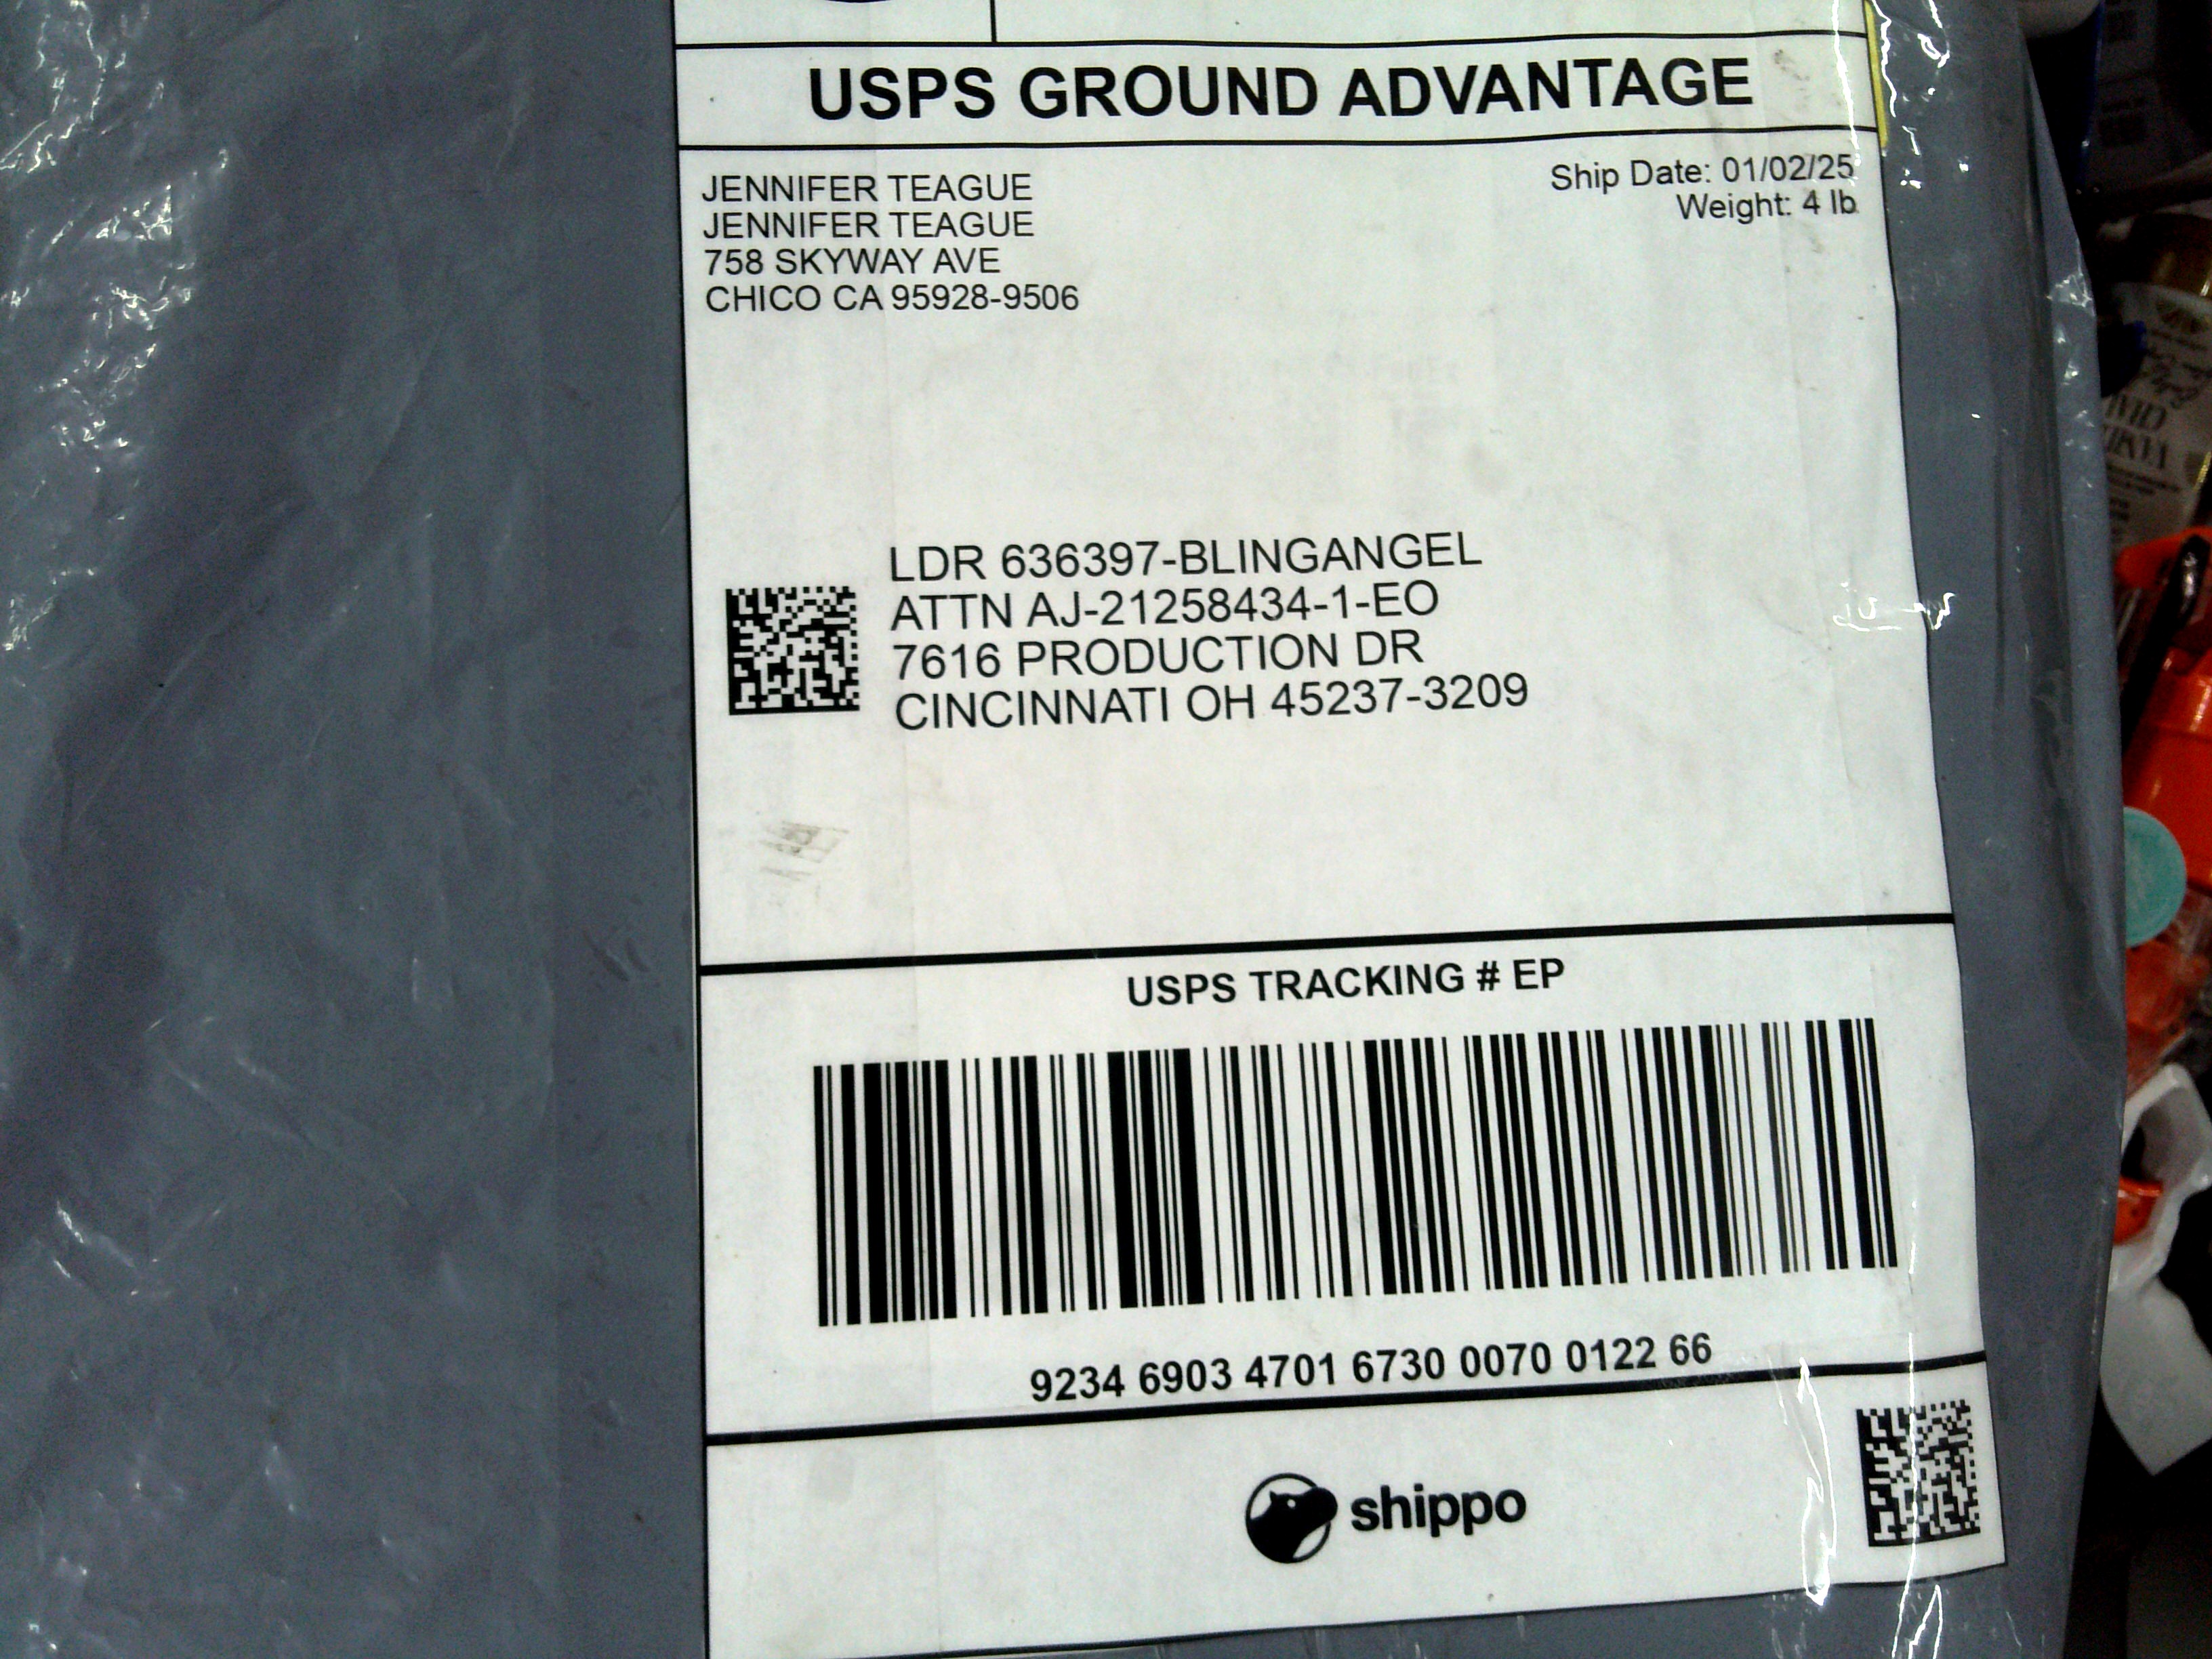 USPS GROUND ADVANTAGE
JENNIFER TEAGUE
JENNIFER TEAGUE
758 SKYWAY AVE
CHICO CA 95928-9506
Ship Date: 01/02/25
Weight: 4 lb
LDR 636397-BLINGANGEL
ATTN AJ-21258434-1-EO
7616 PRODUCTION DR
CINCINNATI OH 45237-3209
USPS TRACKING # EP
9234 6903 4701 6730 0070 0122 66
shippo